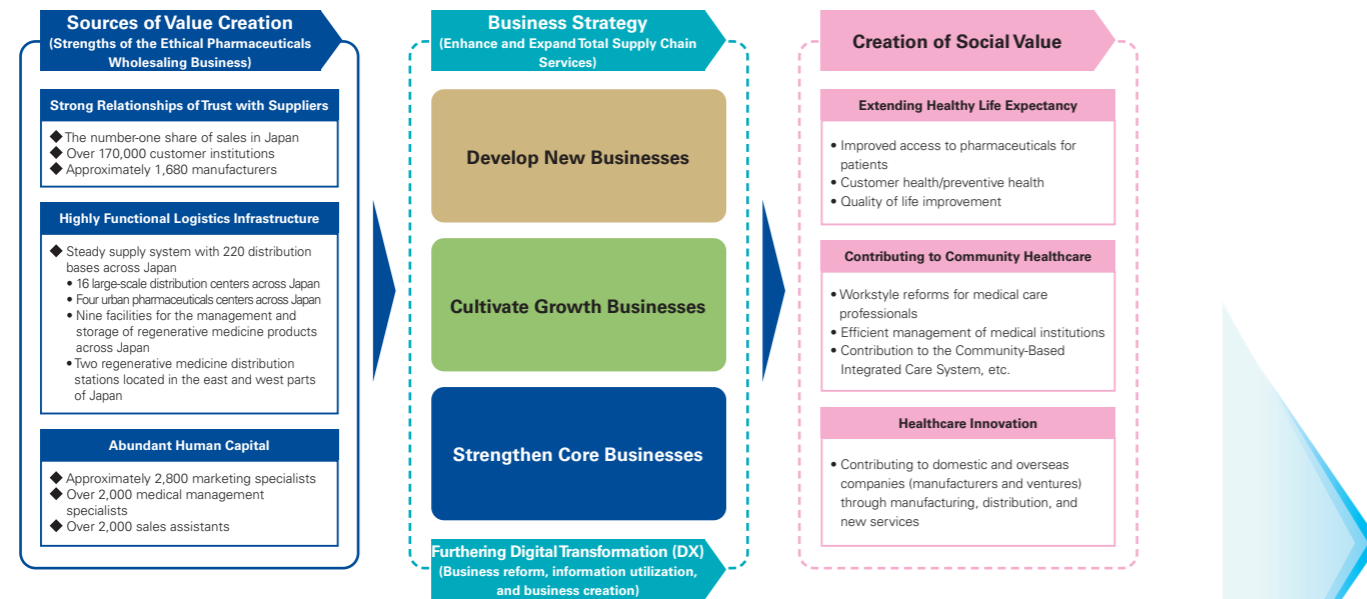 Sources of Value Creation
(Strengths of the Ethical Pharmaceuticals
Wholesaling Business)
Strong Relationships of Trust with Suppliers
◆ The number-one share of sales in Japan
◆ Over 170,000 customer institutions
◆ Approximately 1,680 manufacturers
Highly Functional Logistics Infrastructure
◆ Steady supply system with 220 distribution
bases across Japan
• 16 large-scale distribution centers across Japan
• Four urban pharmaceuticals centers across Japan
• Nine facilities for the management and
storage of regenerative medicine products
across Japan
• Two regenerative medicine distribution
stations located in the east and west parts
of Japan
Abundant Human Capital
◆ Approximately 2,800 marketing specialists
◆ Over 2,000 medical management
specialists
◆ Over 2,000 sales assistants
Business Strategy
(Enhance and Expand Total Supply Chain
Services)
Develop New Businesses
Cultivate Growth Businesses
Strengthen Core Businesses
Furthering Digital Transformation (DX)
(Business reform, information utilization,
and business creation)
Creation of Social Value
Extending Healthy Life Expectancy
• Improved access to pharmaceuticals for
patients
• Customer health/preventive health
• Quality of life improvement
Contributing to Community Healthcare
• Workstyle reforms for medical care
professionals
• Efficient management of medical institutions
• Contribution to the Community-Based
Integrated Care System, etc.
Healthcare Innovation
• Contributing to domestic and overseas
companies (manufacturers and ventures)
through manufacturing, distribution, and
new services